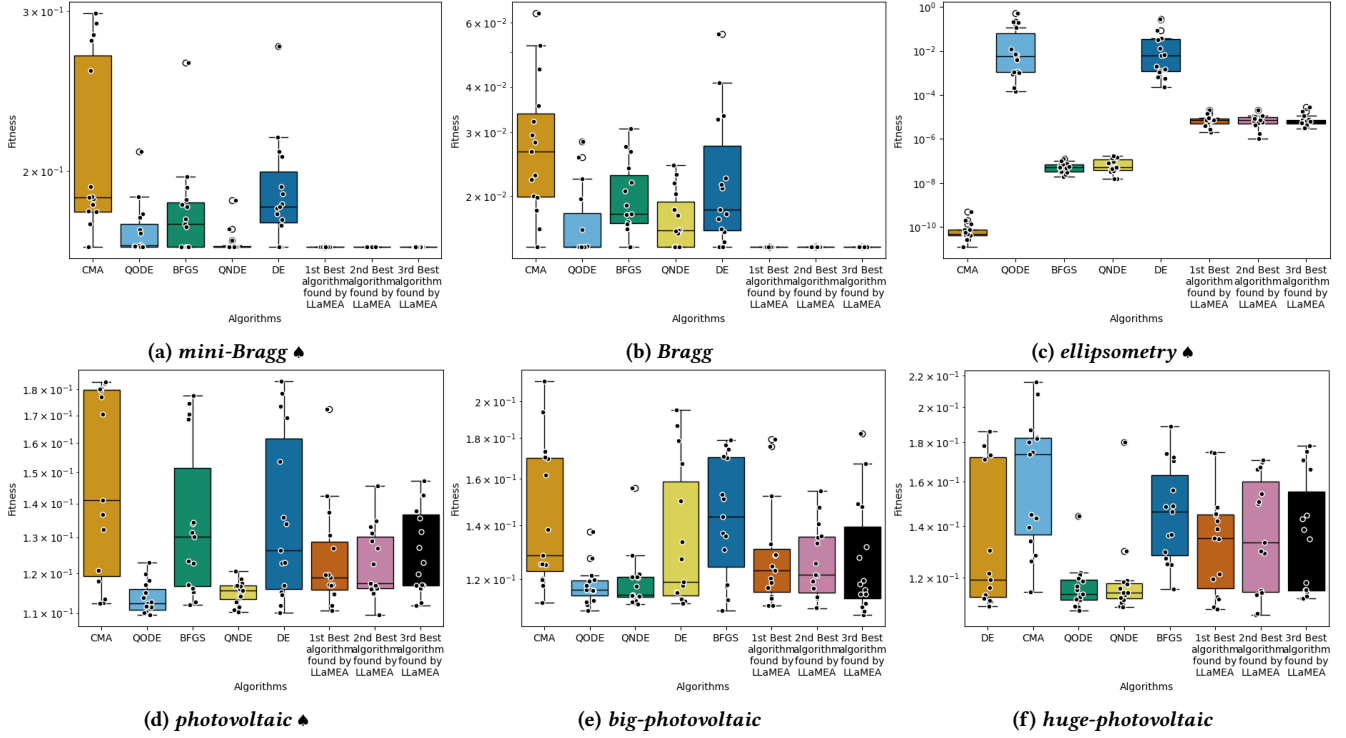 3 × 10⁻¹
2 × 10⁻¹
Fitness
CMA QODE BFGS QNDE DE 1st Best algorithm found by LLaMEA 2nd Best algorithm found by LLaMEA 3rd Best algorithm found by LLaMEA
Algorithms
(a) mini-Bragg ♠
6 × 10⁻²
4 × 10⁻²
3 × 10⁻²
2 × 10⁻²
Fitness
CMA QODE BFGS QNDE DE 1st Best algorithm found by LLaMEA 2nd Best algorithm found by LLaMEA 3rd Best algorithm found by LLaMEA
Algorithms
(b) Bragg
10⁰
10⁻²
10⁻⁴
10⁻⁶
10⁻⁸
10⁻¹⁰
Fitness
CMA QODE BFGS QNDE DE 1st Best algorithm found by LLaMEA 2nd Best algorithm found by LLaMEA 3rd Best algorithm found by LLaMEA
Algorithms
(c) ellipsometry ♠
1.8 × 10⁻¹
1.7 × 10⁻¹
1.6 × 10⁻¹
1.5 × 10⁻¹
1.4 × 10⁻¹
1.3 × 10⁻¹
1.2 × 10⁻¹
1.1 × 10⁻¹
Fitness
CMA QODE BFGS QNDE DE 1st Best algorithm found by LLaMEA 2nd Best algorithm found by LLaMEA 3rd Best algorithm found by LLaMEA
Algorithms
(d) photovoltaic ♠
2 × 10⁻¹
1.4 × 10⁻¹
1.2 × 10⁻¹
Fitness
CMA QODE QNDE DE BFGS 1st Best algorithm found by LLaMEA 2nd Best algorithm found by LLaMEA 3rd Best algorithm found by LLaMEA
Algorithms
(e) big-photovoltaic
2.2 × 10⁻¹
2 × 10⁻¹
1.8 × 10⁻¹
1.6 × 10⁻¹
1.4 × 10⁻¹
1.2 × 10⁻¹
Fitness
DE CMA QODE QNDE BFGS 1st Best algorithm found by LLaMEA 2nd Best algorithm found by LLaMEA 3rd Best algorithm found by LLaMEA
Algorithms
(f) huge-photovoltaic